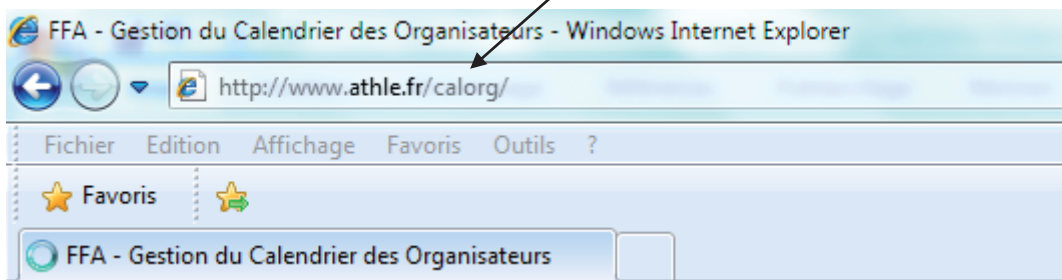 FFA - Gestion du Calendrier des Organisateurs - Windows Internet Explorer
http://www.athle.fr/calorg/
Fichier Edition Affichage Favoris Outils ?
Favoris
FFA - Gestion du Calendrier des Organisateurs